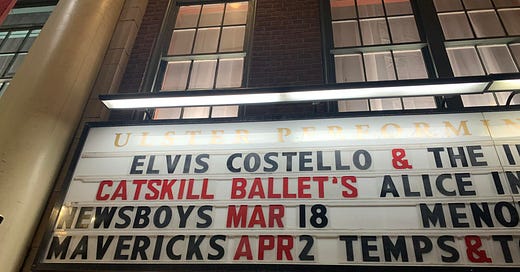 ULSTER PERFORMIN
ELVIS COSTELLO & THE I
CATSKILL BALLET'S ALICE IN
NEWSBOYS MAR 18 MENO
MAVERICKS APR 2 TEMPS & T